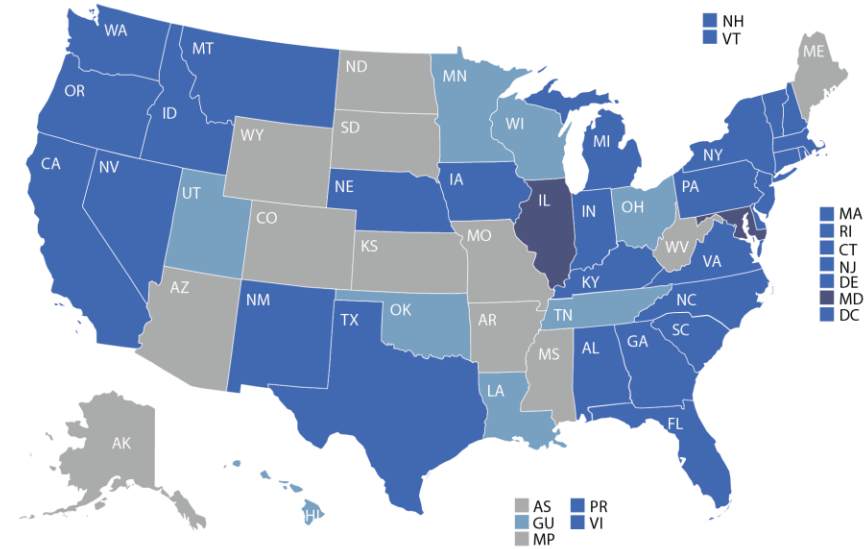 NH
VT
WA
MT
ND
MN
ME
OR
ID
SD
WI
MI
NY
WY
CA
NV
UT
NE
IA
IL
IN
OH
PA
CO
KS
MO
WV
VA
MA
RI
CT
NJ
DE
MD
DC
AZ
NM
OK
AR
TN
KY
NC
SC
TX
LA
MS
AL
GA
FL
AK
HI
AS
PR
GU
VI
MP